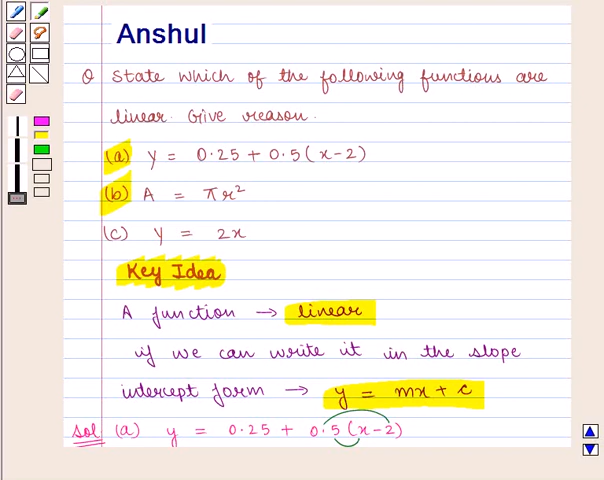 Anshul
Q State which of the following functions are
linear. Give reason.
(a) y = 0.25 + 0.5(x-2)
(b) A = πr²
(c) y = 2x
Key Idea
A function → linear
if we can write it in the slope
intercept form → y = mx + c
Sol (a) y = 0.25 + 0.5(x-2)